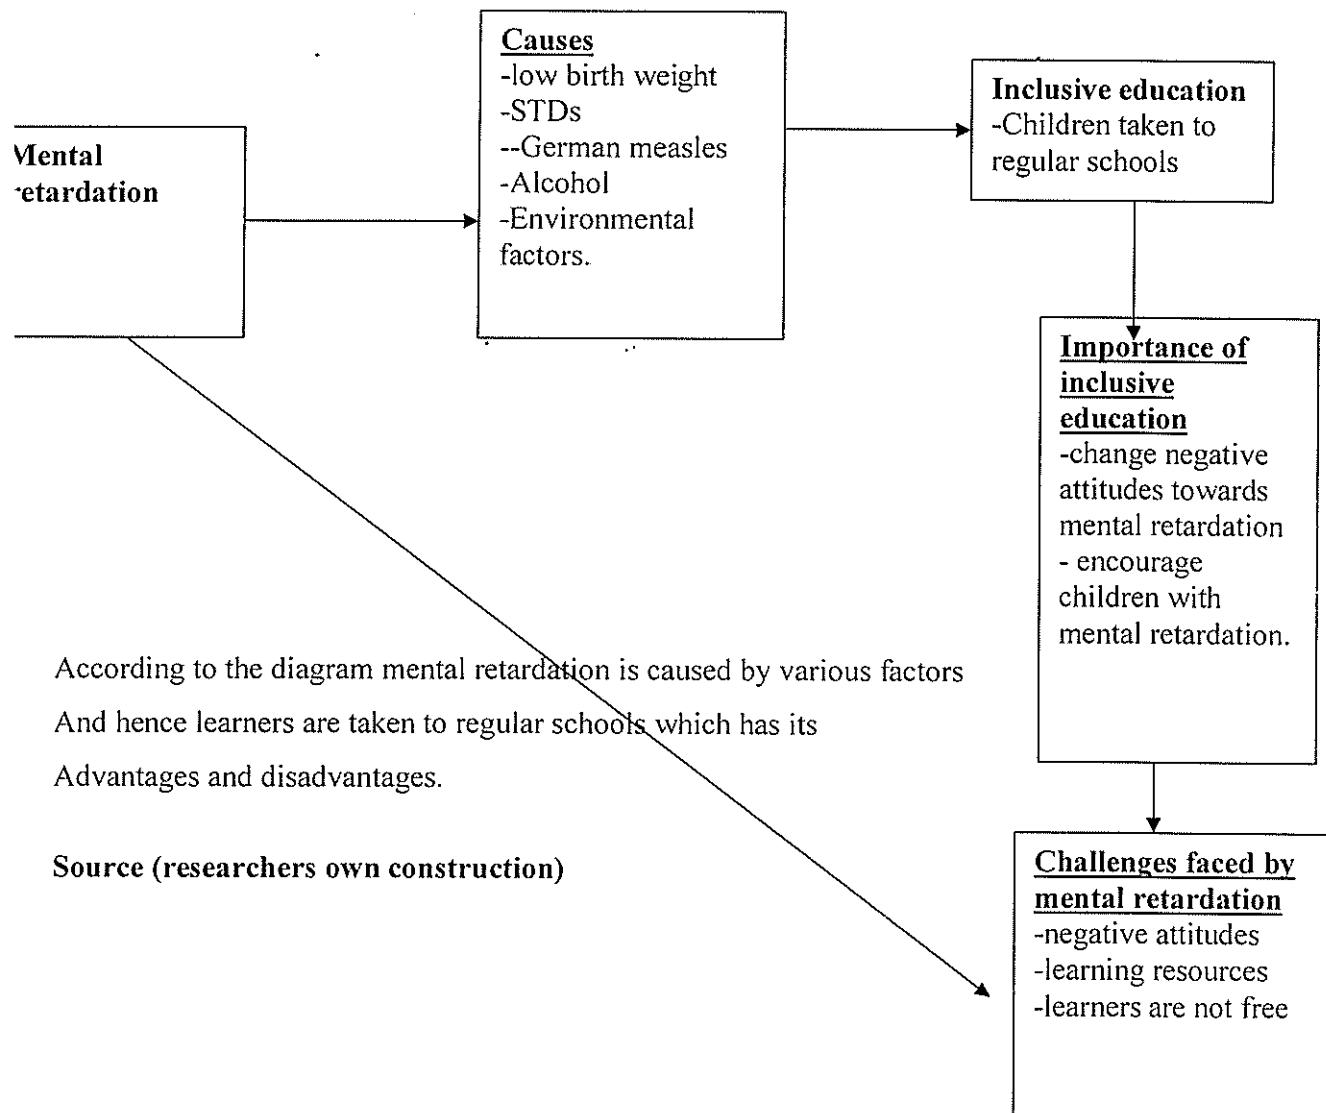 Mental
retardation
Causes
-low birth weight
-STDs
--German measles
-Alcohol
-Environmental
factors.
Inclusive education
-Children taken to
regular schools
Importance of
inclusive
education
-change negative
attitudes towards
mental retardation
- encourage
children with
mental retardation.
According to the diagram mental retardation is caused by various factors
And hence learners are taken to regular schools which has its
Advantages and disadvantages.
Source (researchers own construction)
Challenges faced by
mental retardation
-negative attitudes
-learning resources
-learners are not free